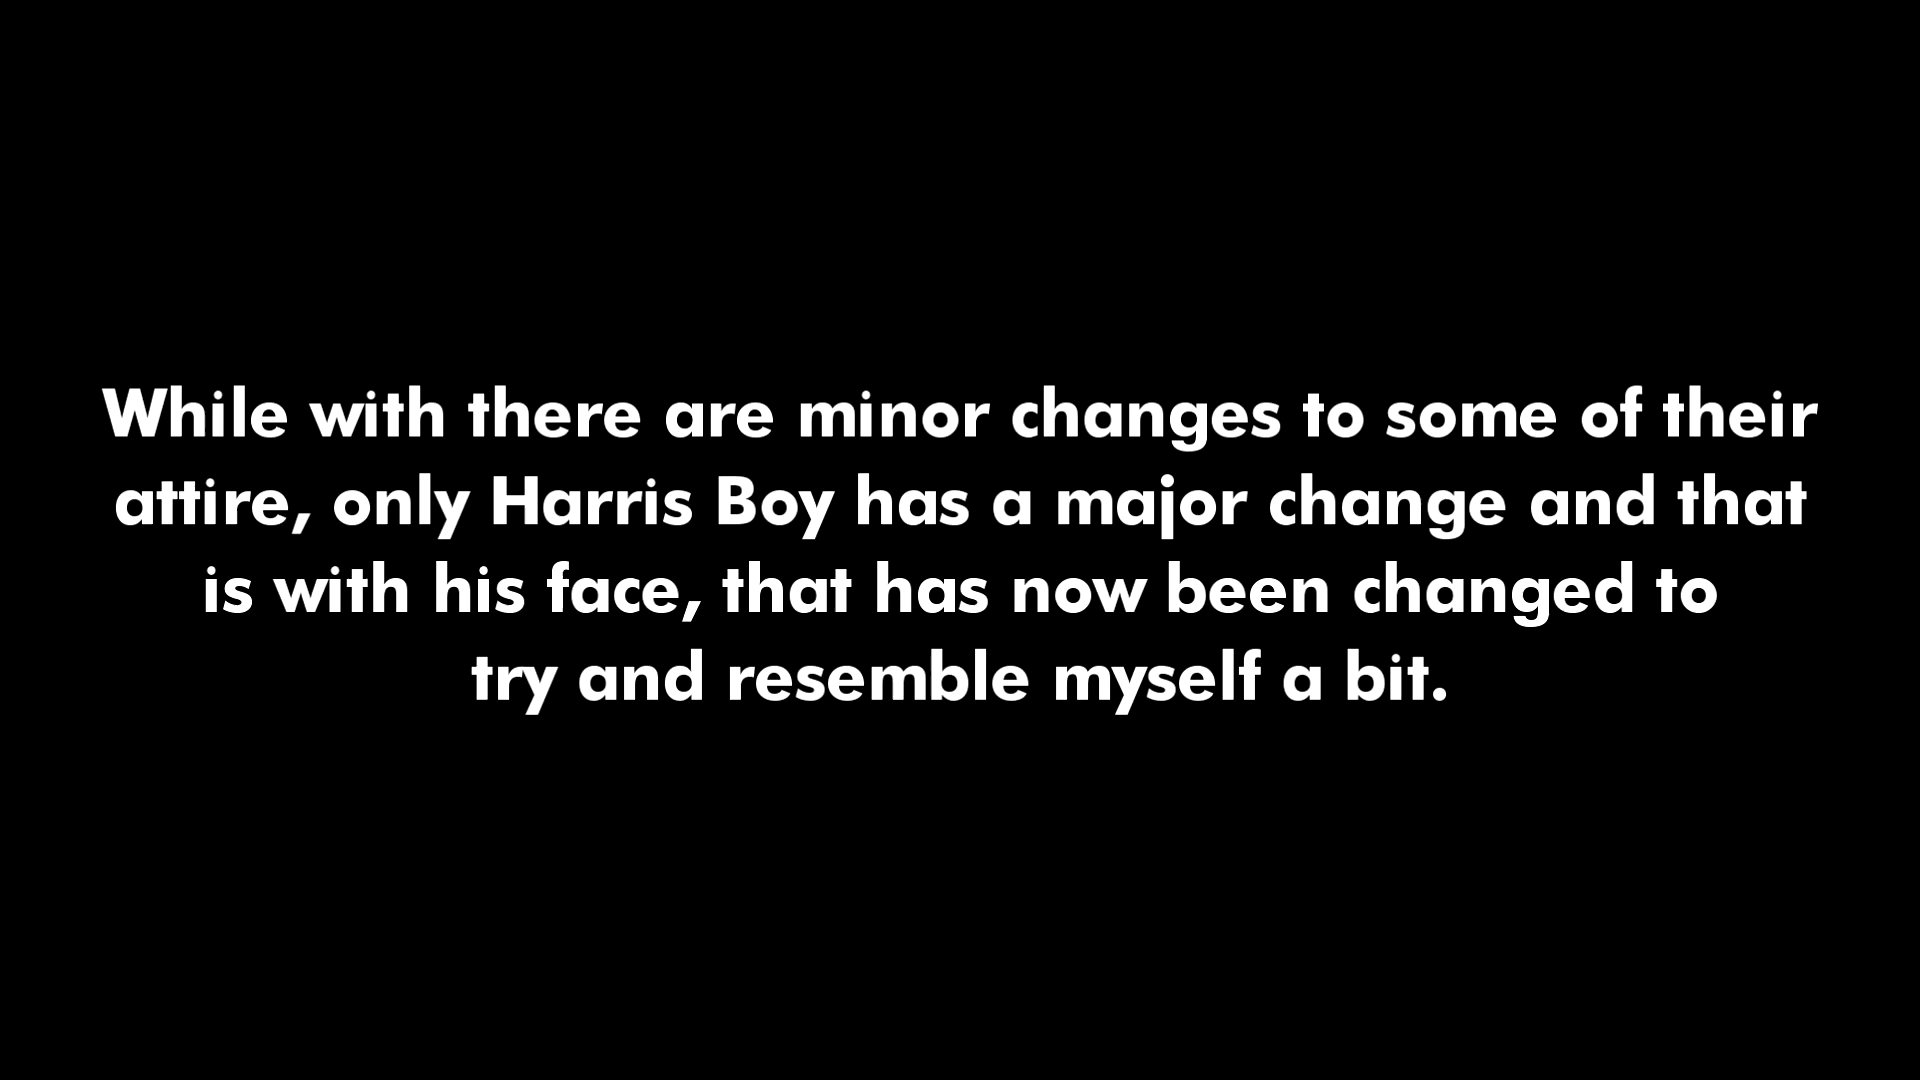 While with there are minor changes to some of their
attire, only Harris Boy has a major change and that
is with his face, that has now been changed to
try and resemble myself a bit.